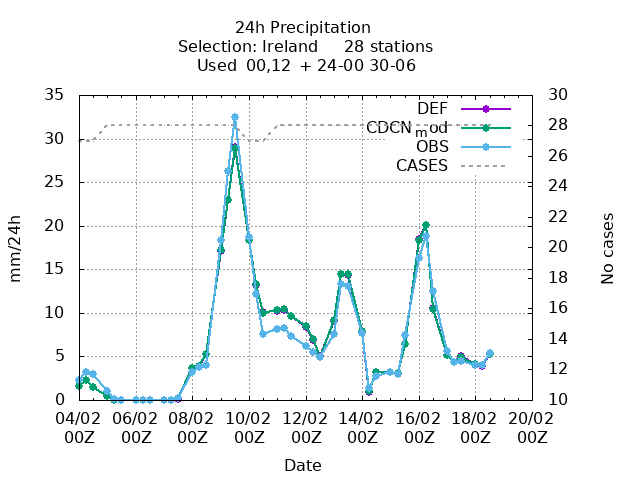 24h Precipitation
Selection: Ireland 28 stations
Used 00,12 + 24-00 30-06
35 30
30 28
25 26
20 24
15 22
10 20
5 18
0 16
14
12
10
DEF
CDCN mod
OBS
CASES
mm/24h
No cases
04/02 06/02 08/02 10/02 12/02 14/02 16/02 18/02 20/02
00Z 00Z 00Z 00Z 00Z 00Z 00Z 00Z 00Z
Date